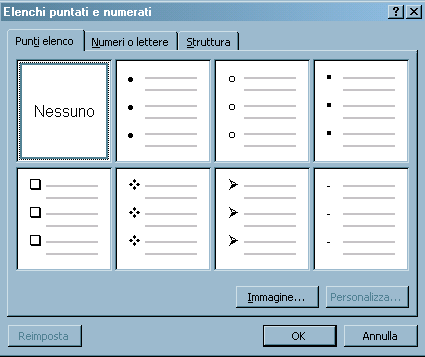 Elenchi puntati e numerati
Punti elenco
Numeri o lettere
Struttura
Nessuno
Immagine...
Personalizza...
Reimposta
OK
Annulla